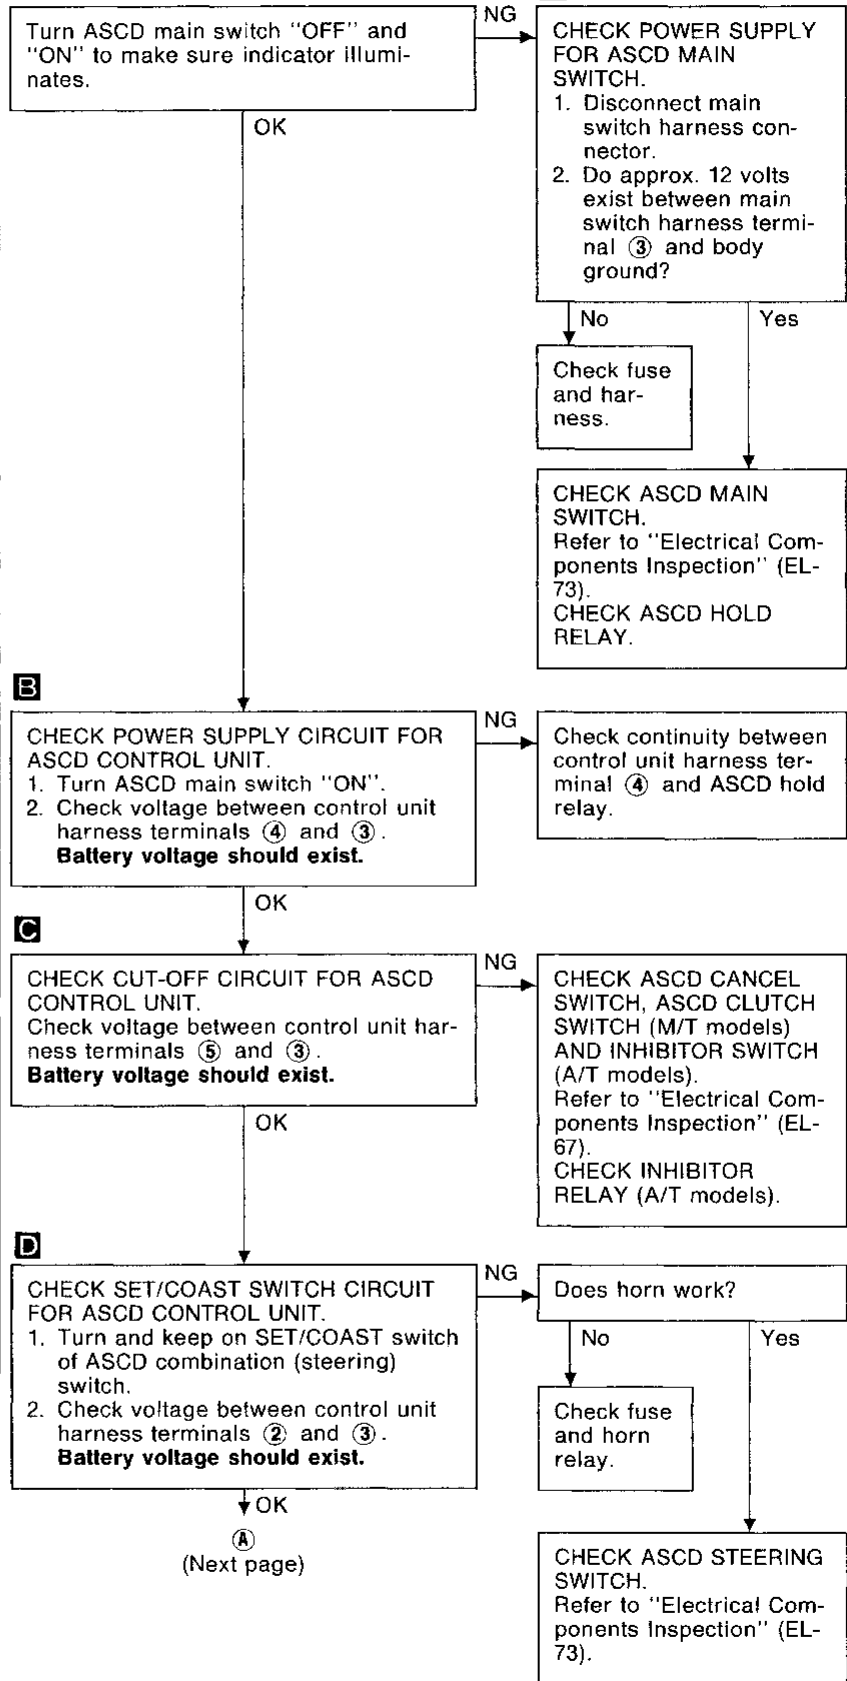 Turn ASCD main switch "OFF" and
"ON" to make sure indicator illumi-
nates.
NG
CHECK POWER SUPPLY
FOR ASCD MAIN
SWITCH.
1. Disconnect main
switch harness con-
nector.
2. Do approx. 12 volts
exist between main
switch harness termi-
nal ③ and body
ground?
OK
No
Yes
Check fuse
and har-
ness.
CHECK ASCD MAIN
SWITCH.
Refer to "Electrical Com-
ponents Inspection" (EL-
73).
CHECK ASCD HOLD
RELAY.
B
CHECK POWER SUPPLY CIRCUIT FOR
ASCD CONTROL UNIT.
1. Turn ASCD main switch "ON".
2. Check voltage between control unit
harness terminals ④ and ③.
Battery voltage should exist.
NG
Check continuity between
control unit harness ter-
minal ④ and ASCD hold
relay.
OK
C
CHECK CUT-OFF CIRCUIT FOR ASCD
CONTROL UNIT.
Check voltage between control unit har-
ness terminals ⑤ and ③.
Battery voltage should exist.
NG
CHECK ASCD CANCEL
SWITCH, ASCD CLUTCH
SWITCH (M/T models)
AND INHIBITOR SWITCH
(A/T models).
Refer to "Electrical Com-
ponents Inspection" (EL-
67).
CHECK INHIBITOR
RELAY (A/T models).
OK
D
CHECK SET/COAST SWITCH CIRCUIT
FOR ASCD CONTROL UNIT.
1. Turn and keep on SET/COAST switch
of ASCD combination (steering)
switch.
2. Check voltage between control unit
harness terminals ② and ③.
Battery voltage should exist.
NG
Does horn work?
No
Yes
Check fuse
and horn
relay.
OK
Ⓐ
(Next page)
CHECK ASCD STEERING
SWITCH.
Refer to "Electrical Com-
ponents Inspection" (EL-
73).